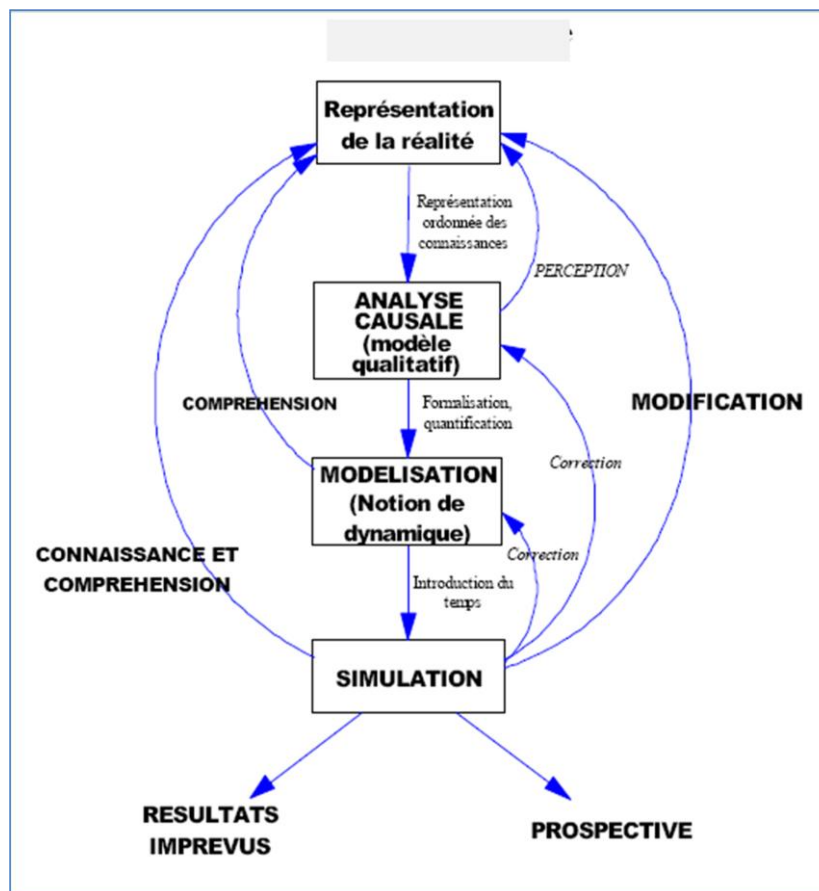 Représentation
de la réalité
Représentation
ordonnée des
connaissances
PERCEPTION
ANALYSE
CAUSALE
(modèle
qualitatif)
COMPREHENSION
Formalisation,
quantification
MODIFICATION
Correction
MODELISATION
(Notion de
dynamique)
CONNAISSANCE ET
COMPREHENSION
Correction
Introduction du
temps
SIMULATION
RESULTATS
IMPREVUS
PROSPECTIVE